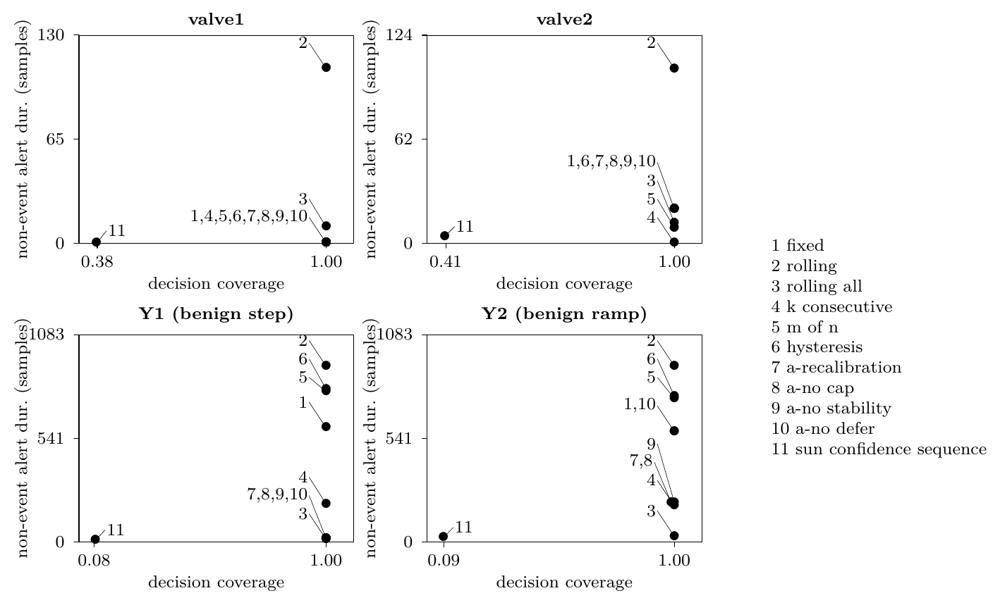 valve1
non-event alert dur. (samples)
130
65
0
2
3
1,4,5,6,7,8,9,10
11
0.38
1.00
decision coverage
valve2
non-event alert dur. (samples)
124
62
0
2
1,6,7,8,9,10
3
5
4
11
0.41
1.00
decision coverage
Y1 (benign step)
non-event alert dur. (samples)
1083
541
0
2
6
5
1
4
7,8,9,10
3
11
0.08
1.00
decision coverage
Y2 (benign ramp)
non-event alert dur. (samples)
1083
541
0
2
6
5
1,10
9
7,8
4
3
11
0.09
1.00
decision coverage
1 fixed
2 rolling
3 rolling all
4 k consecutive
5 m of n
6 hysteresis
7 a-recalibration
8 a-no cap
9 a-no stability
10 a-no defer
11 sun confidence sequence